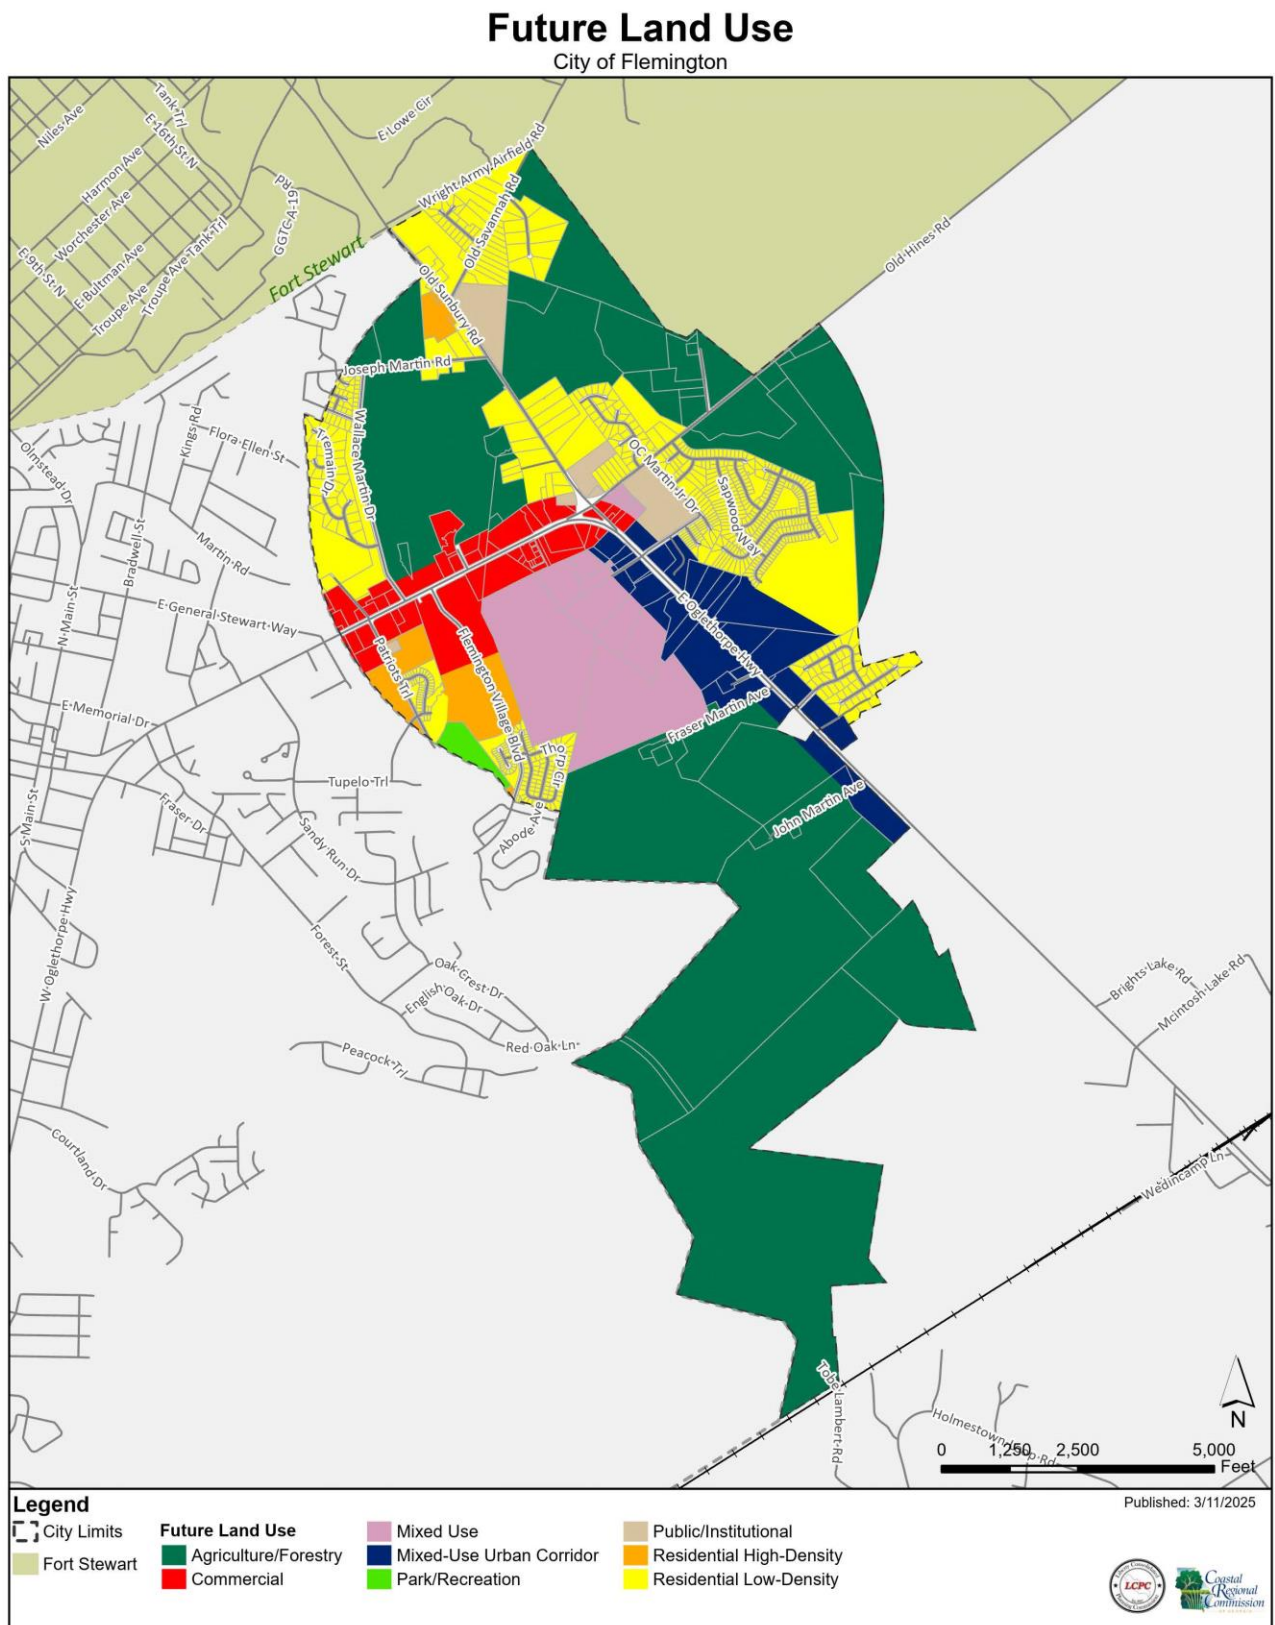 Future Land Use
City of Flemington
Niles Ave
Tank Trl
E 16th St N
E Lowe Cir
Harmon Ave
Worchester Ave
E 9th St N
E Bultman Ave
Troupe Ave
Troupe Ave Tank Trl
GGTC-A-19 Rd
Fort Stewart
Wright Army Airfield Rd
Old Savannah Rd
Old Sunbury Rd
Old Hines Rd
Joseph Martin Rd
Wallace Martin Dr
Tremain Dr
Kings Rd
Flora Ellen St
Olmstead Dr
Bradwell St
Martin Rd
N Main St
E General Stewart Way
OC Martin Jr Dr
Sapwood Way
E Oglethorpe Hwy
Patriots Trl
Flemington Village Blvd
Fraser Martin Ave
Thorp Cir
E Memorial Dr
Tupelo Trl
Fraser Dr
Sandy Run Dr
S Main St
Abode Ave
John Martin Ave
W Oglethorpe Hwy
Forest St
Oak Crest Dr
English Oak Dr
Red Oak Ln
Peacock Trl
Brights Lake Rd
Mcintosh Lake Rd
Courtland Dr
Wedincamp Ln
Tobe Lambert Rd
Holmestown Loop Rd
N
0 1,250 2,500 5,000
Feet
Legend
Published: 3/11/2025
City Limits
Fort Stewart
Future Land Use
Agriculture/Forestry
Commercial
Mixed Use
Mixed-Use Urban Corridor
Park/Recreation
Public/Institutional
Residential High-Density
Residential Low-Density
LCPC
Coastal
Regional
Commission